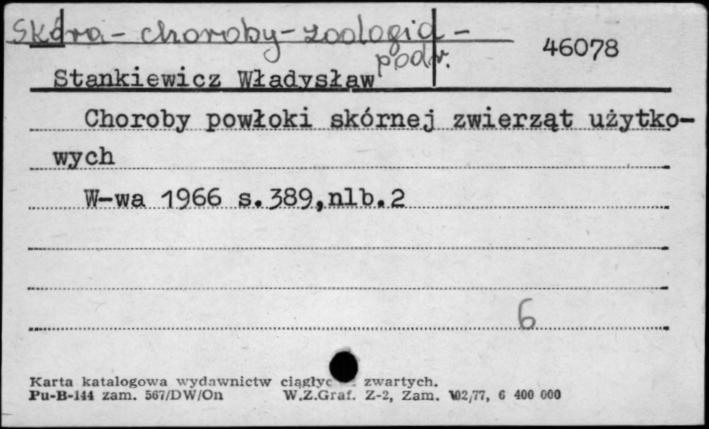 Skóra - choroby - zoologia -
podr.
46078
Stankiewicz Władysław
Choroby powłoki skórnej zwierząt użytko-
wych
W-wa 1966 s.389,nlb.2
6
Karta katalogowa wydawnictw zwartych.
Pu-B-144 zam. 567/DW/On W.Z.Graf. Z-2, Zam. 102/77, 6 400 000